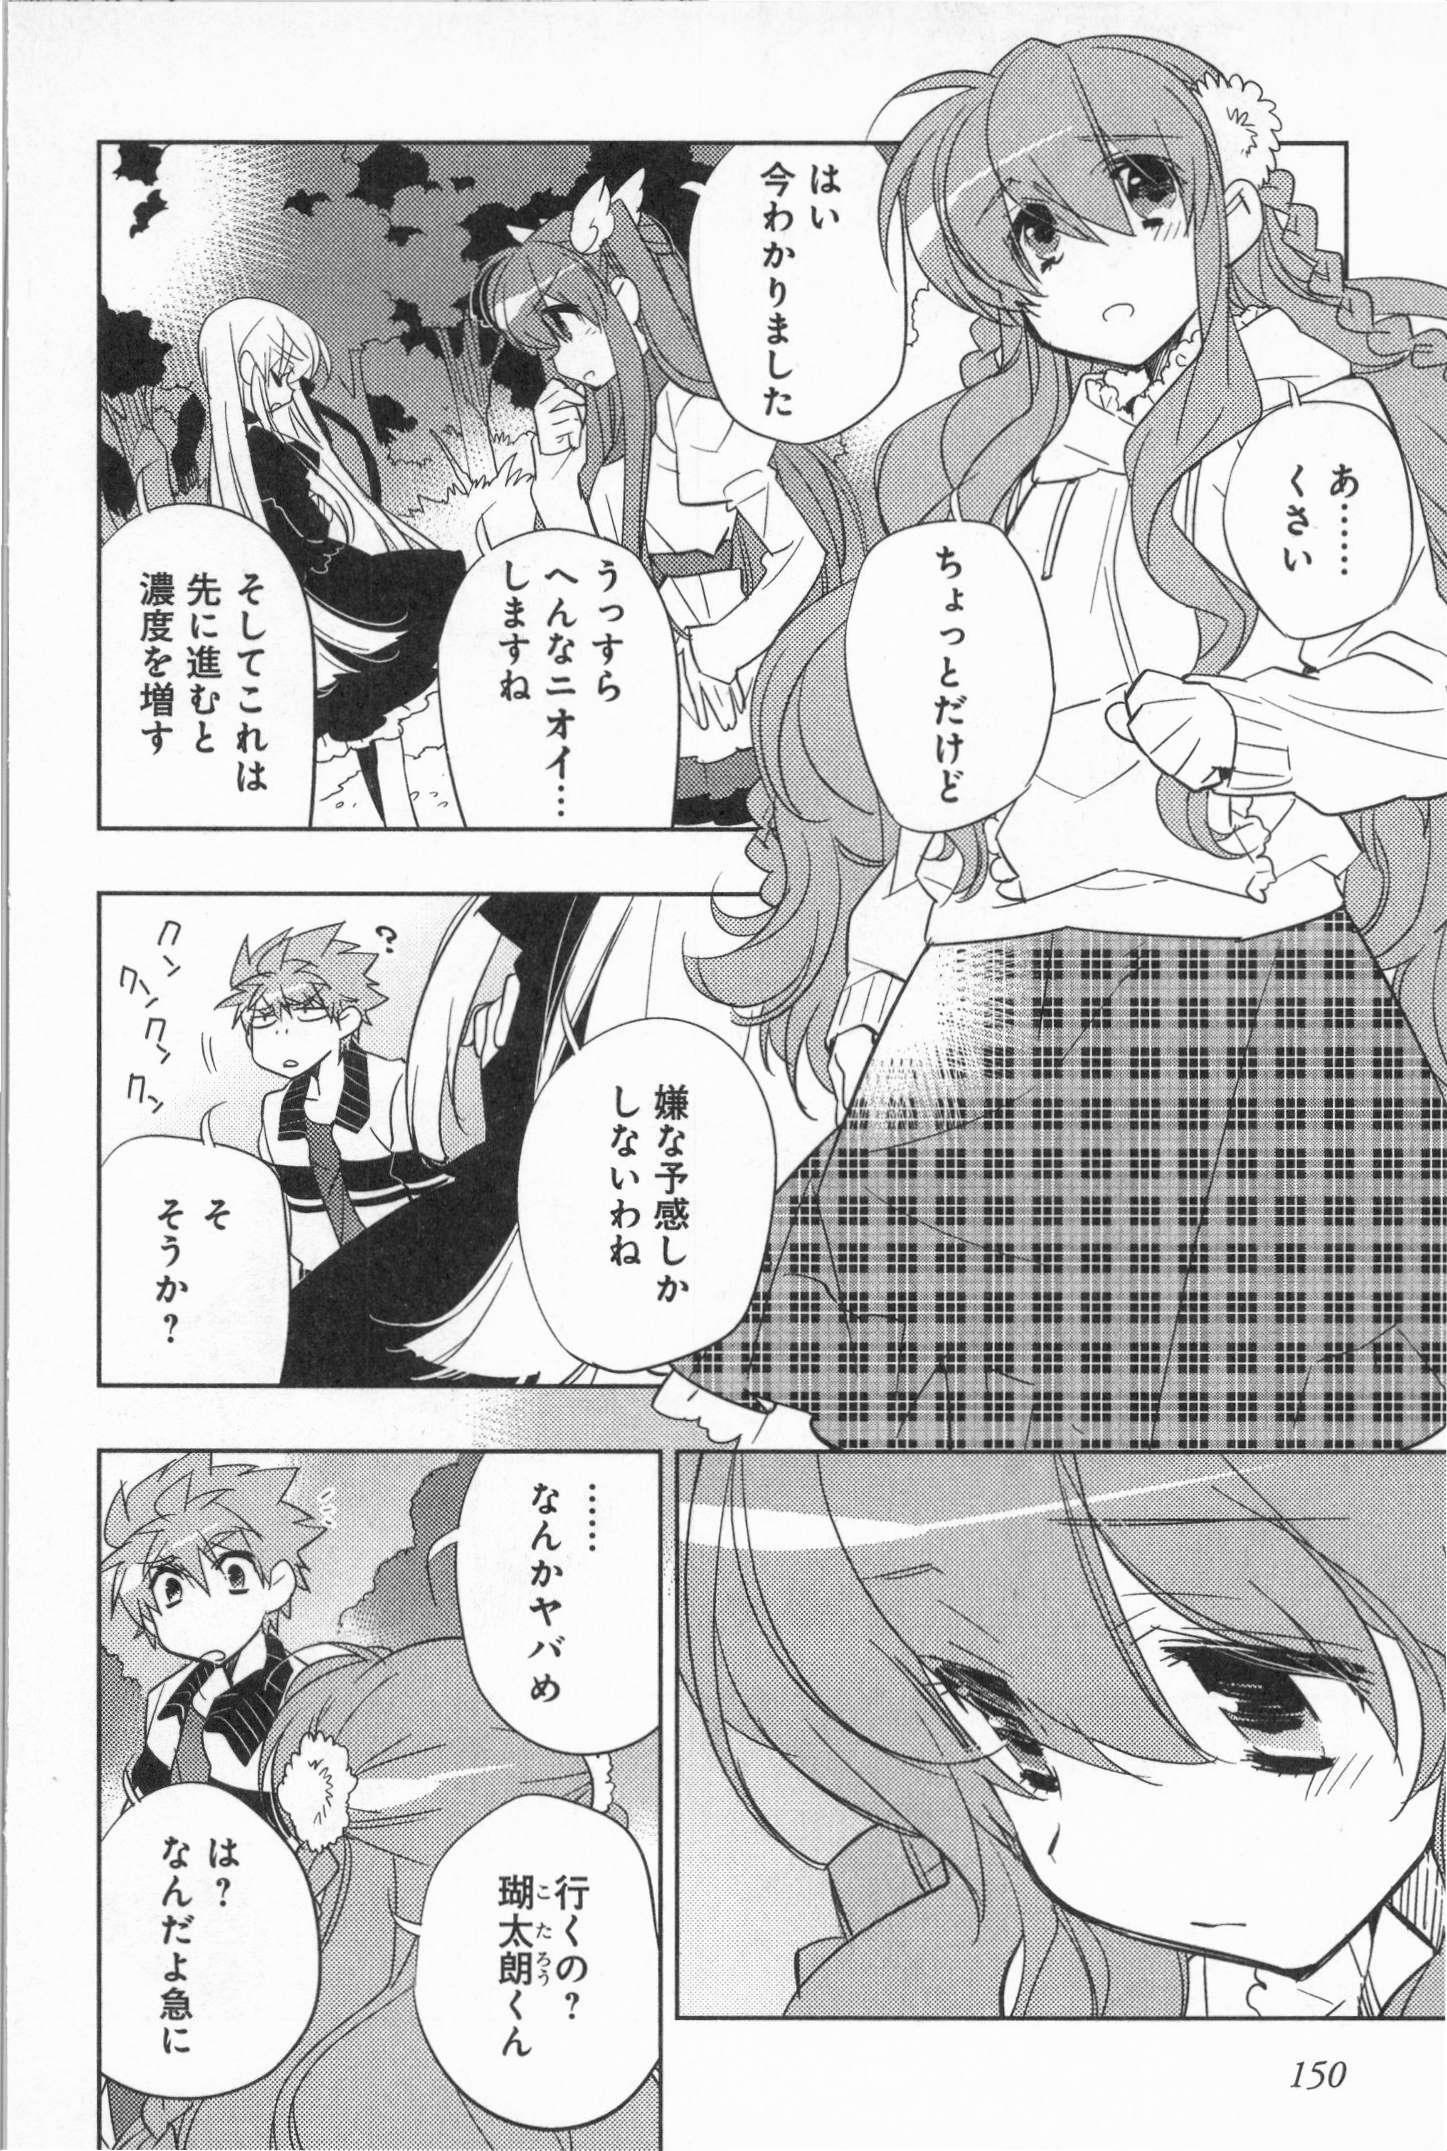 あ……
くさい
ちょっとだけど
はい
今わかりました
うっすら
へんなニオイ…
しますね
そしてこれは
先に進むと
濃度を増す
嫌な予感しか
しないわね
クン
クン
クン
クン
そ
そうか？
……
なんかヤバめ
行くの？
瑚太朗くん
こたろう
は？
なんだよ急に
150